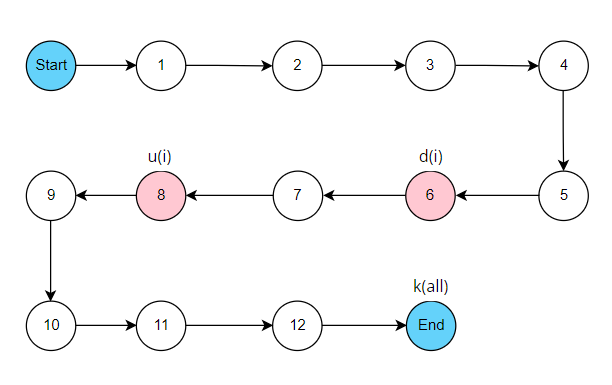 Start 1 2 3 4
u(i) d(i)
9 8 7 6 5
k(all)
10 11 12 End